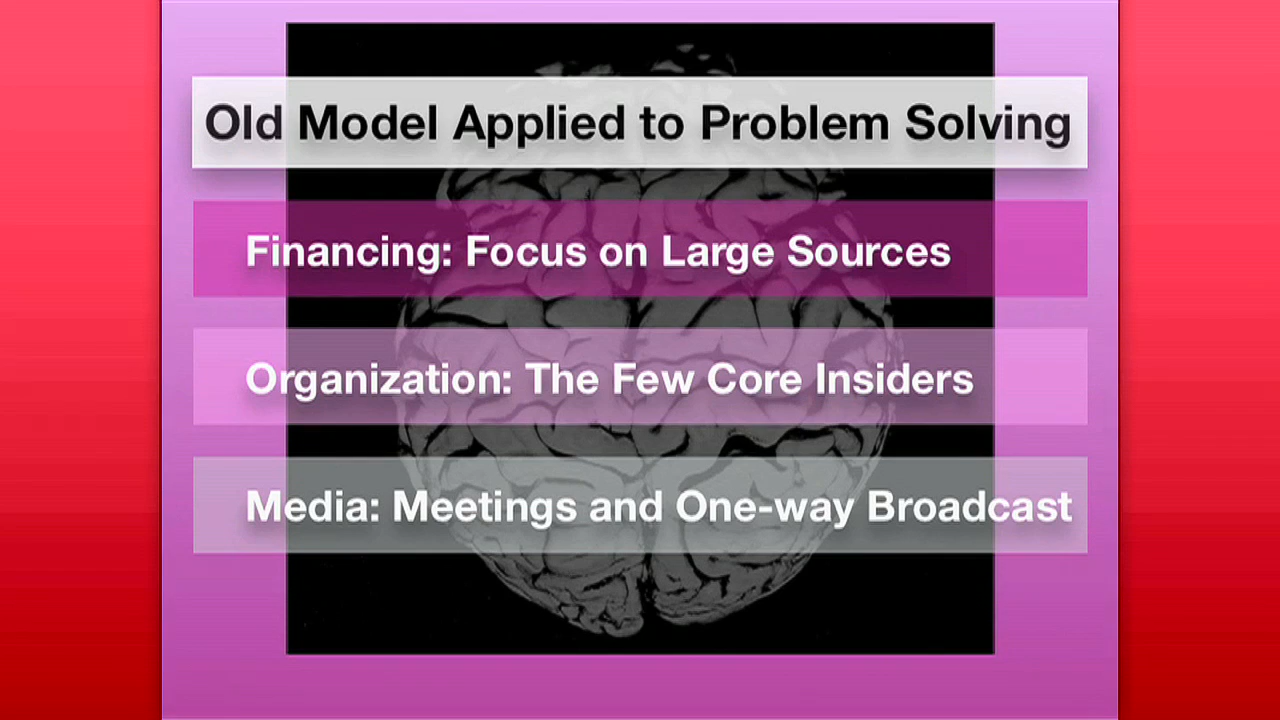 Old Model Applied to Problem Solving
Financing: Focus on Large Sources
Organization: The Few Core Insiders
Media: Meetings and One-way Broadcast